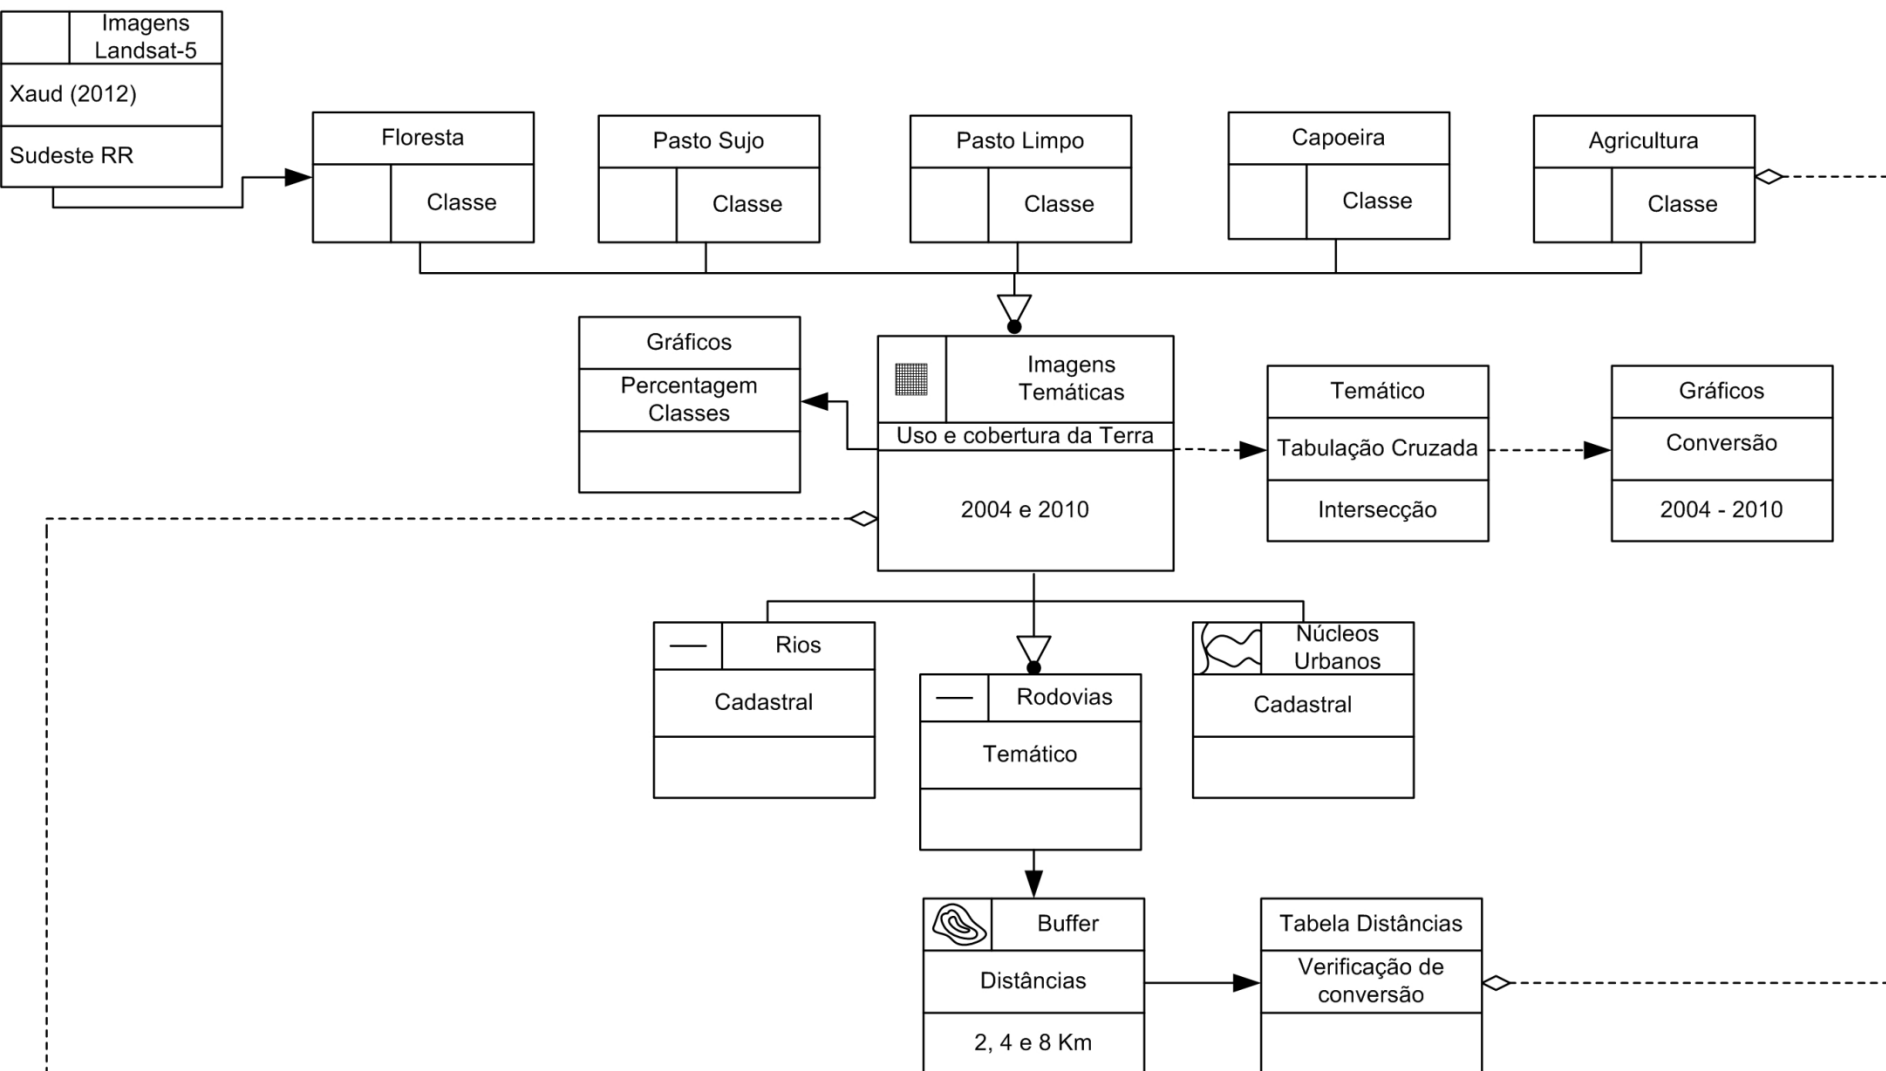 Imagens
Landsat-5
Xaud (2012)
Sudeste RR
Floresta
Classe
Pasto Sujo
Classe
Pasto Limpo
Classe
Capoeira
Classe
Agricultura
Classe
Gráficos
Percentagem
Classes
Imagens
Temáticas
Uso e cobertura da Terra
2004 e 2010
Temático
Tabulação Cruzada
Intersecção
Gráficos
Conversão
2004 - 2010
Rios
Cadastral
Rodovias
Temático
Núcleos
Urbanos
Cadastral
Buffer
Distâncias
2, 4 e 8 Km
Tabela Distâncias
Verificação de
conversão